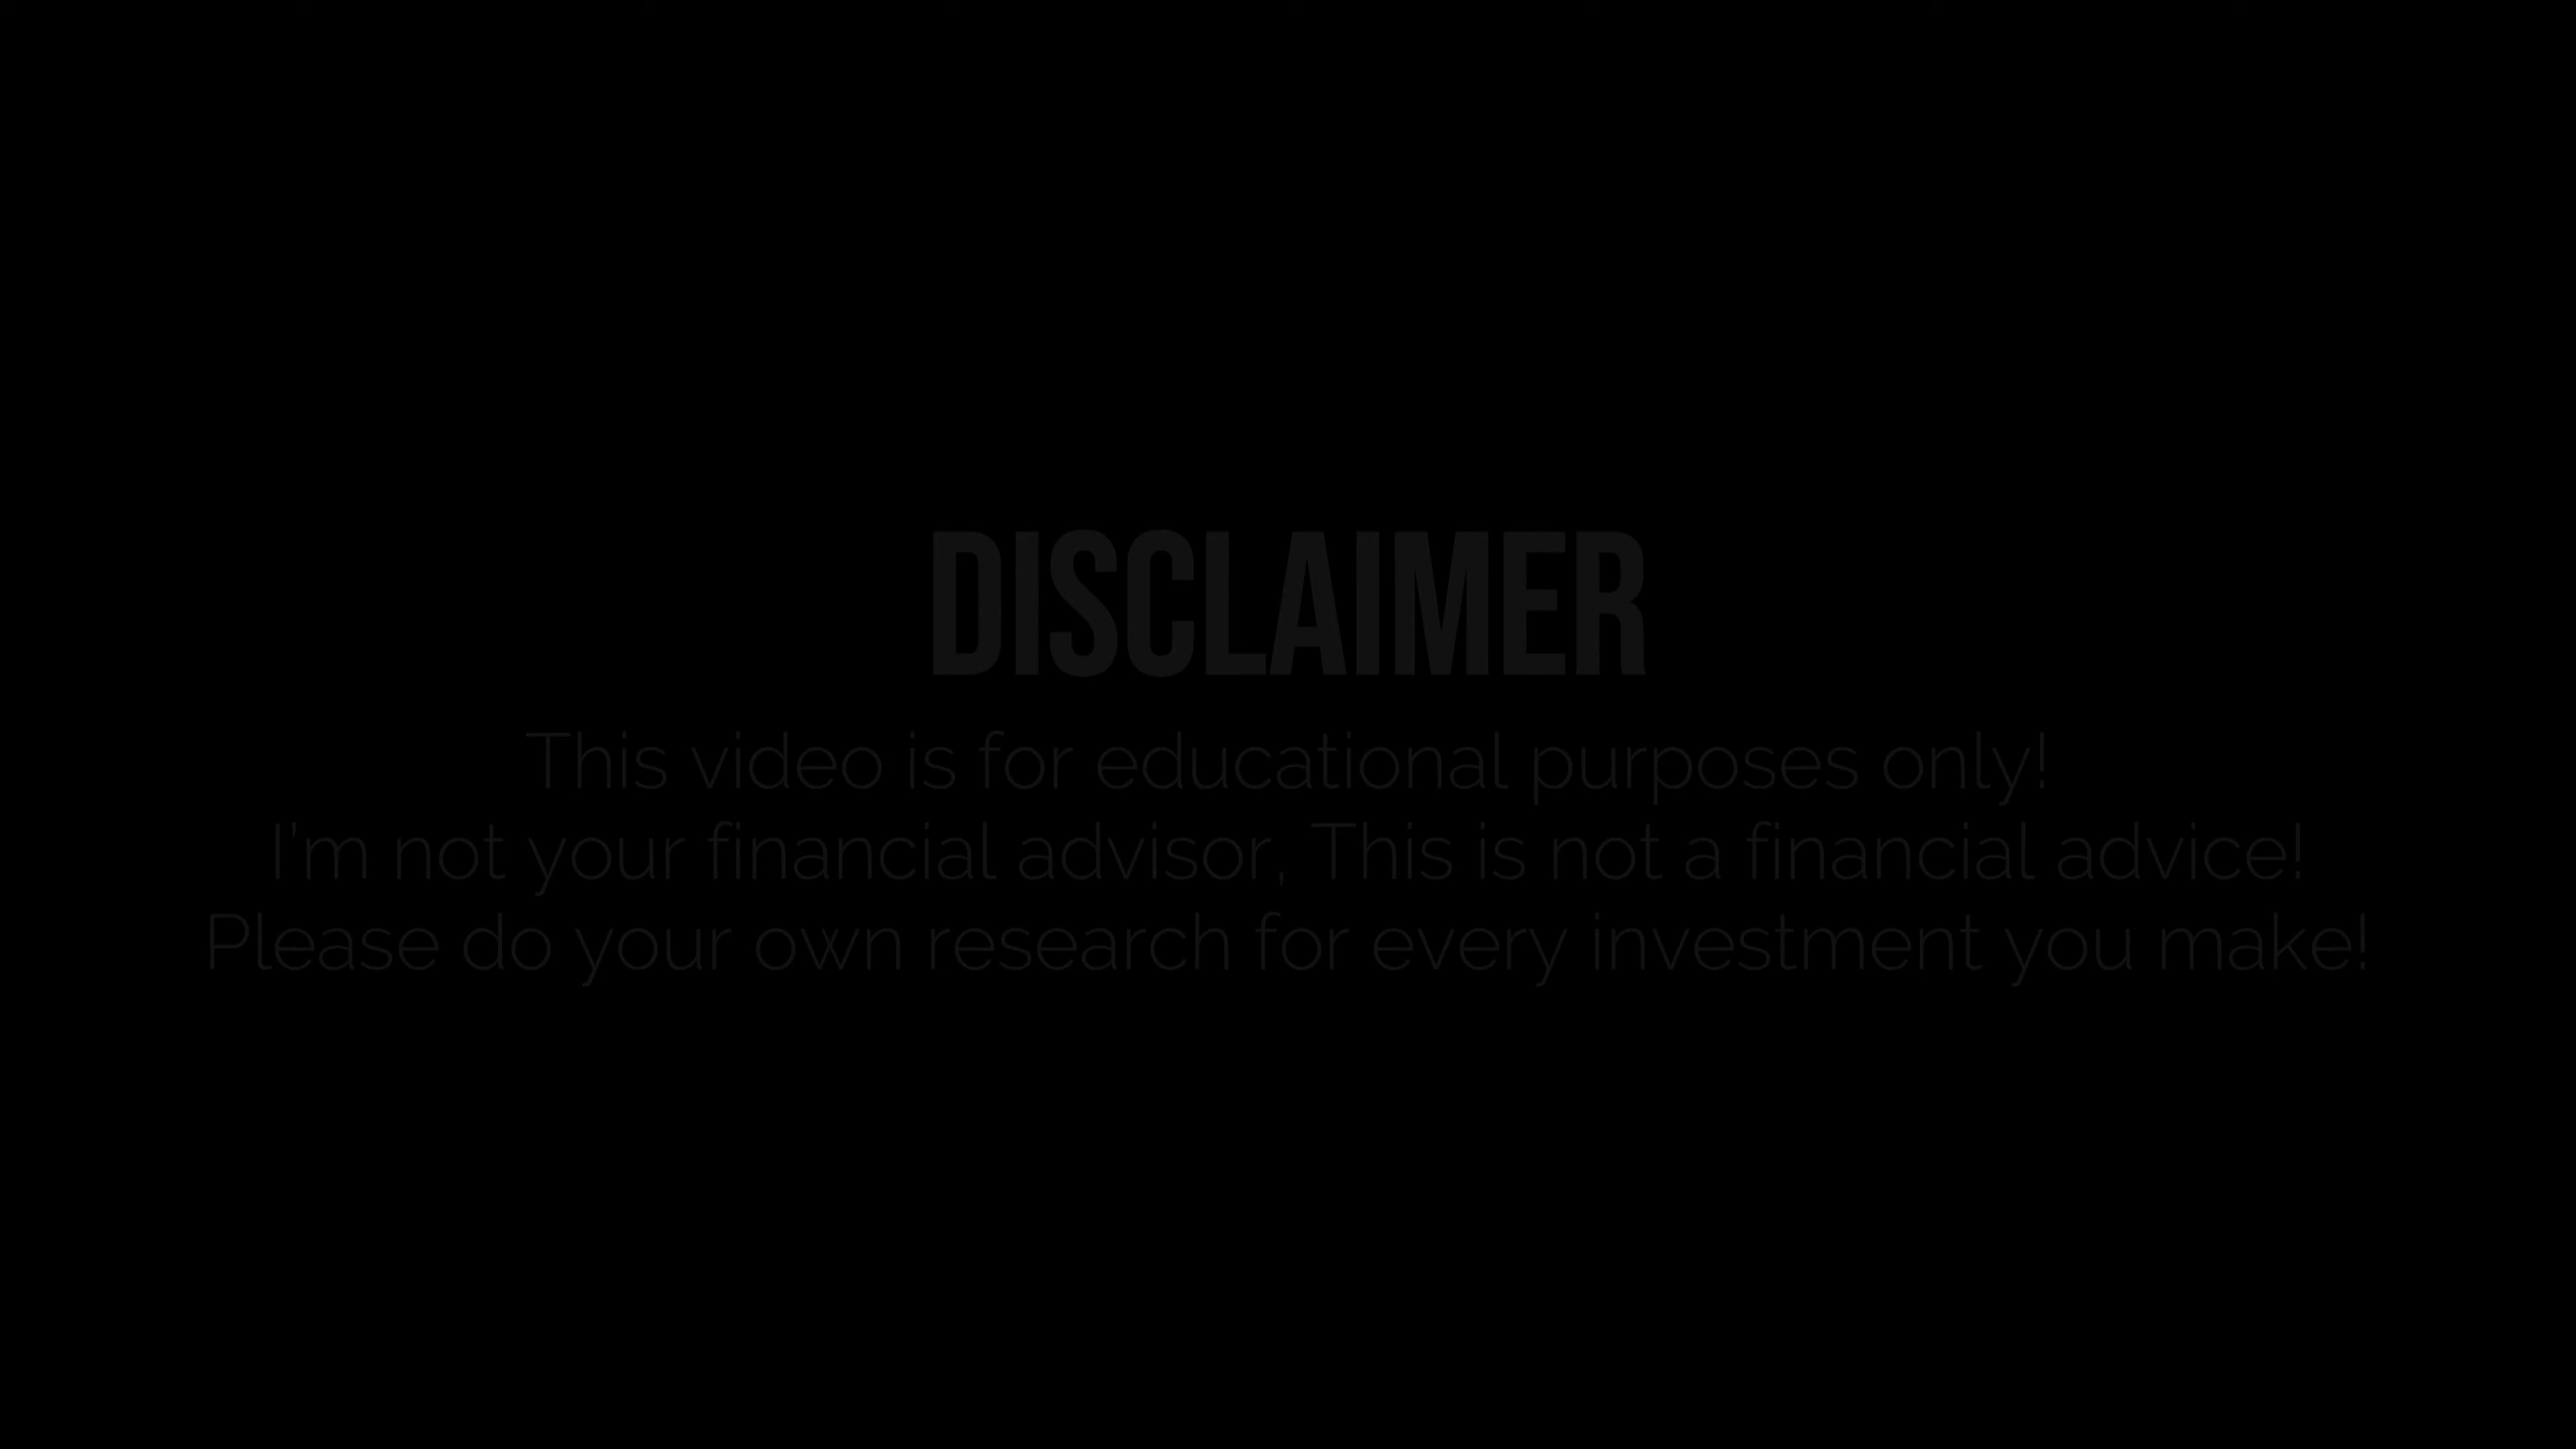 DISCLAIMER
This video is for educational purposes only!
I'm not your financial advisor, This is not a financial advice!
Please do your own research for every investment you make!